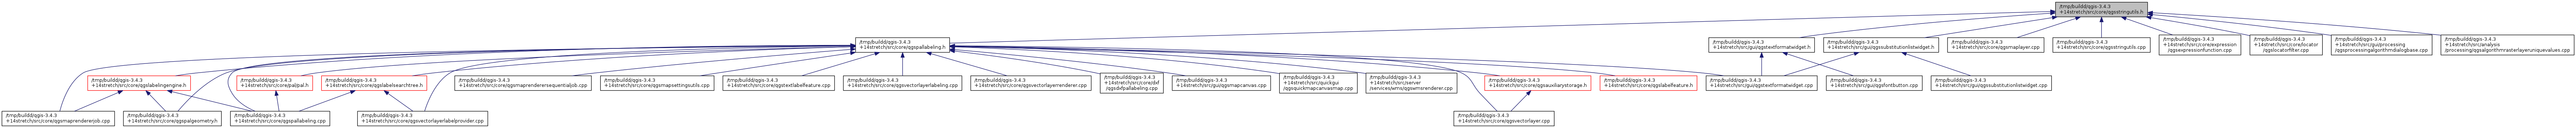 /tmp/buildd/qgis-3.4.3
+14stretch/src/core/qgsstringutils.h
/tmp/buildd/qgis-3.4.3
+14stretch/src/core/qgspallabeling.h
/tmp/buildd/qgis-3.4.3
+14stretch/src/gui/qgstextformatwidget.h
/tmp/buildd/qgis-3.4.3
+14stretch/src/gui/qgssubstitutionlistwidget.h
/tmp/buildd/qgis-3.4.3
+14stretch/src/core/qgsmaplayer.cpp
/tmp/buildd/qgis-3.4.3
+14stretch/src/core/qgsstringutils.cpp
/tmp/buildd/qgis-3.4.3
+14stretch/src/core/expression
/qgsexpressionfunction.cpp
/tmp/buildd/qgis-3.4.3
+14stretch/src/core/locator
/qgslocatorfilter.cpp
/tmp/buildd/qgis-3.4.3
+14stretch/src/gui/processing
/qgsprocessingalgorithmdialogbase.cpp
/tmp/buildd/qgis-3.4.3
+14stretch/src/analysis
/processing/qgsalgorithmrasterlayeruniquevalues.cpp
/tmp/buildd/qgis-3.4.3
+14stretch/src/core/qgslabelingengine.h
/tmp/buildd/qgis-3.4.3
+14stretch/src/core/pal/pal.h
/tmp/buildd/qgis-3.4.3
+14stretch/src/core/qgslabelsearchtree.h
/tmp/buildd/qgis-3.4.3
+14stretch/src/core/qgsmaprenderersequentialjob.cpp
/tmp/buildd/qgis-3.4.3
+14stretch/src/core/qgsmapsettingsutils.cpp
/tmp/buildd/qgis-3.4.3
+14stretch/src/core/qgstextlabelfeature.cpp
/tmp/buildd/qgis-3.4.3
+14stretch/src/core/qgsvectorlayerlabeling.cpp
/tmp/buildd/qgis-3.4.3
+14stretch/src/core/qgsvectorlayerrenderer.cpp
/tmp/buildd/qgis-3.4.3
+14stretch/src/core/dxf
/qgsdxfpallabeling.cpp
/tmp/buildd/qgis-3.4.3
+14stretch/src/gui/qgsmapcanvas.cpp
/tmp/buildd/qgis-3.4.3
+14stretch/src/quickgui
/qgsquickmapcanvasmap.cpp
/tmp/buildd/qgis-3.4.3
+14stretch/src/server
/services/wms/qgswmsrenderer.cpp
/tmp/buildd/qgis-3.4.3
+14stretch/src/core/qgsauxiliarystorage.h
/tmp/buildd/qgis-3.4.3
+14stretch/src/core/qgslabelfeature.h
/tmp/buildd/qgis-3.4.3
+14stretch/src/gui/qgstextformatwidget.cpp
/tmp/buildd/qgis-3.4.3
+14stretch/src/gui/qgsfontbutton.cpp
/tmp/buildd/qgis-3.4.3
+14stretch/src/gui/qgssubstitutionlistwidget.cpp
/tmp/buildd/qgis-3.4.3
+14stretch/src/core/qgsmaprendererjob.cpp
/tmp/buildd/qgis-3.4.3
+14stretch/src/core/qgspalgeometry.h
/tmp/buildd/qgis-3.4.3
+14stretch/src/core/qgspallabeling.cpp
/tmp/buildd/qgis-3.4.3
+14stretch/src/core/qgsvectorlayerlabelprovider.cpp
/tmp/buildd/qgis-3.4.3
+14stretch/src/core/qgsvectorlayer.cpp